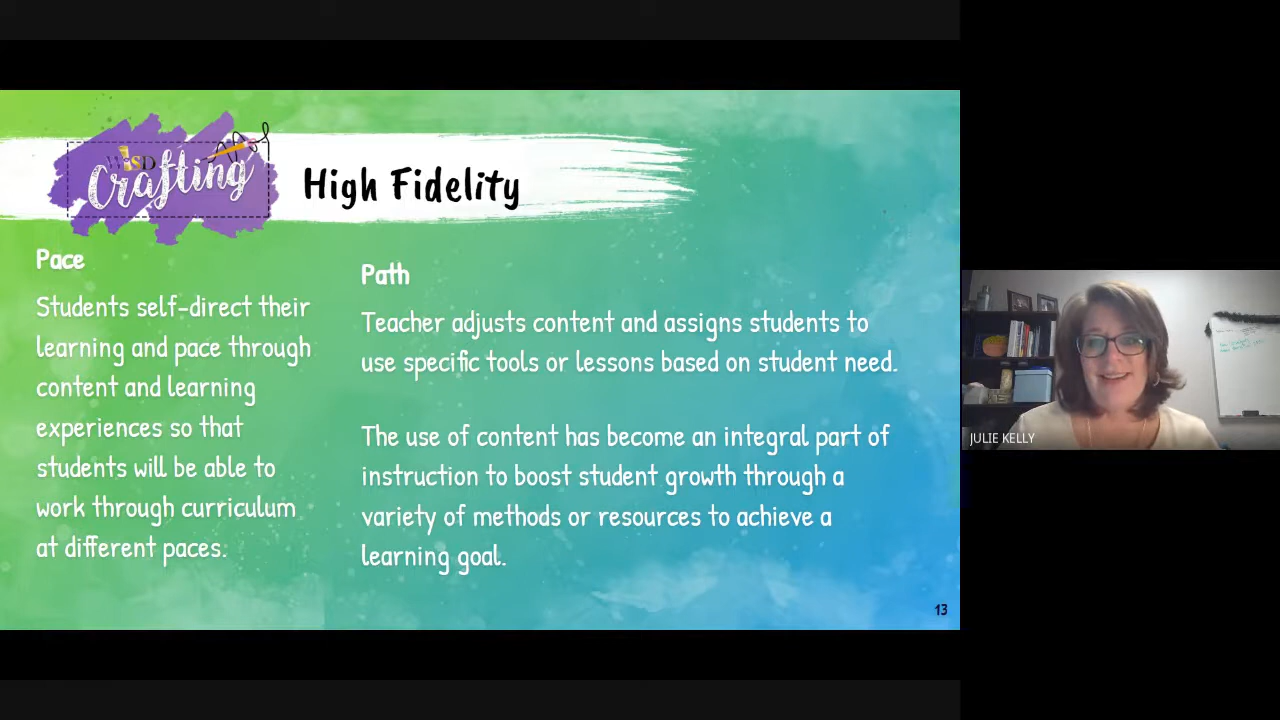 WISD
Crafting
High Fidelity
Pace
Students self-direct their
learning and pace through
content and learning
experiences so that
students will be able to
work through curriculum
at different paces.
Path
Teacher adjusts content and assigns students to
use specific tools or lessons based on student need.
The use of content has become an integral part of
instruction to boost student growth through a
variety of methods or resources to achieve a
learning goal.
13
JULIE KELLY